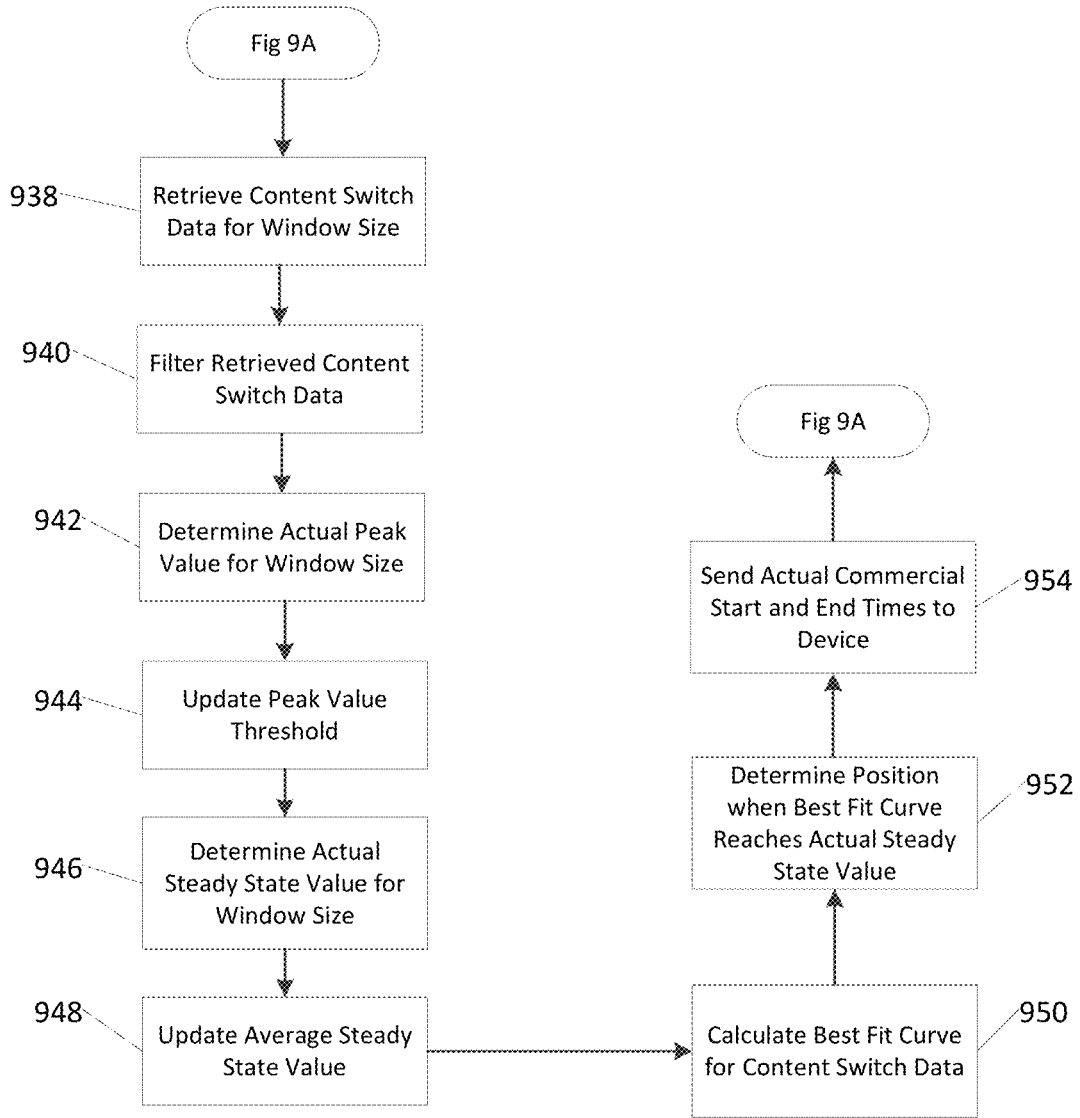 Fig 9A
938
Retrieve Content Switch
Data for Window Size
940
Filter Retrieved Content
Switch Data
942
Determine Actual Peak
Value for Window Size
944
Update Peak Value
Threshold
946
Determine Actual
Steady State Value for
Window Size
948
Update Average Steady
State Value
950
Calculate Best Fit Curve
for Content Switch Data
952
Determine Position
when Best Fit Curve
Reaches Actual Steady
State Value
954
Send Actual Commercial
Start and End Times to
Device
Fig 9A